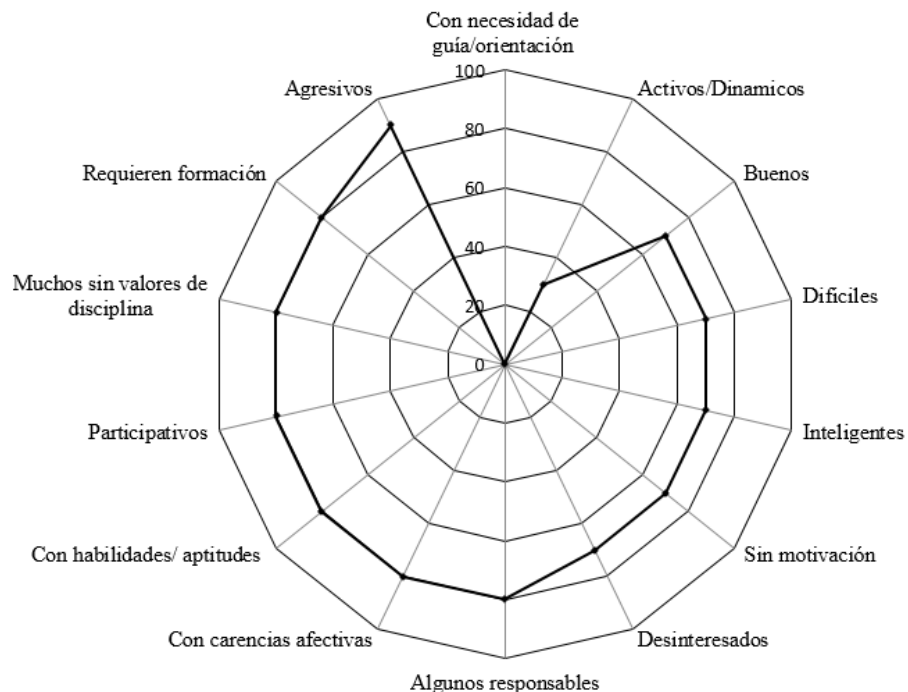 Con necesidad de
guía/orientación
Activos/Dinamicos
Buenos
Dificiles
Inteligentes
Sin motivación
Desinteresados
Algunos responsables
Con carencias afectivas
Con habilidades/ aptitudes
Participativos
Muchos sin valores de
disciplina
Requieren formación
Agresivos
100
80
60
40
20
0